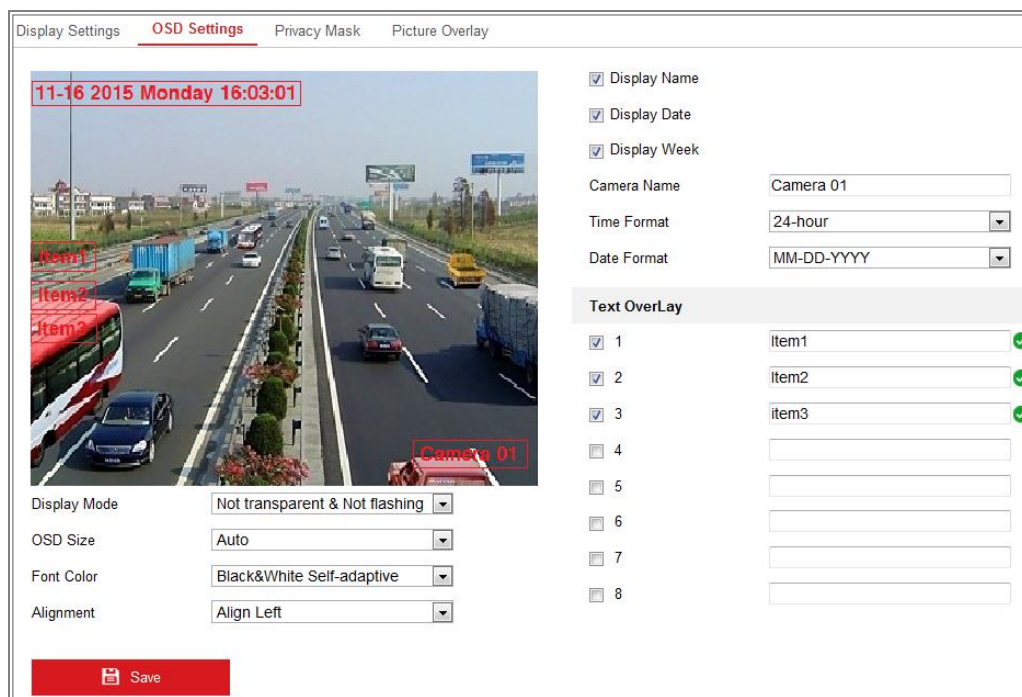 Display Settings OSD Settings Privacy Mask Picture Overlay
11-16 2015 Monday 16:03:01
Item1
Item2
Item3
Camera 01
Display Mode Not transparent & Not flashing
OSD Size Auto
Font Color Black&White Self-adaptive
Alignment Align Left
Save
Display Name
Display Date
Display Week
Camera Name Camera 01
Time Format 24-hour
Date Format MM-DD-YYYY
Text OverLay
1 Item1
2 Item2
3 item3
4
5
6
7
8